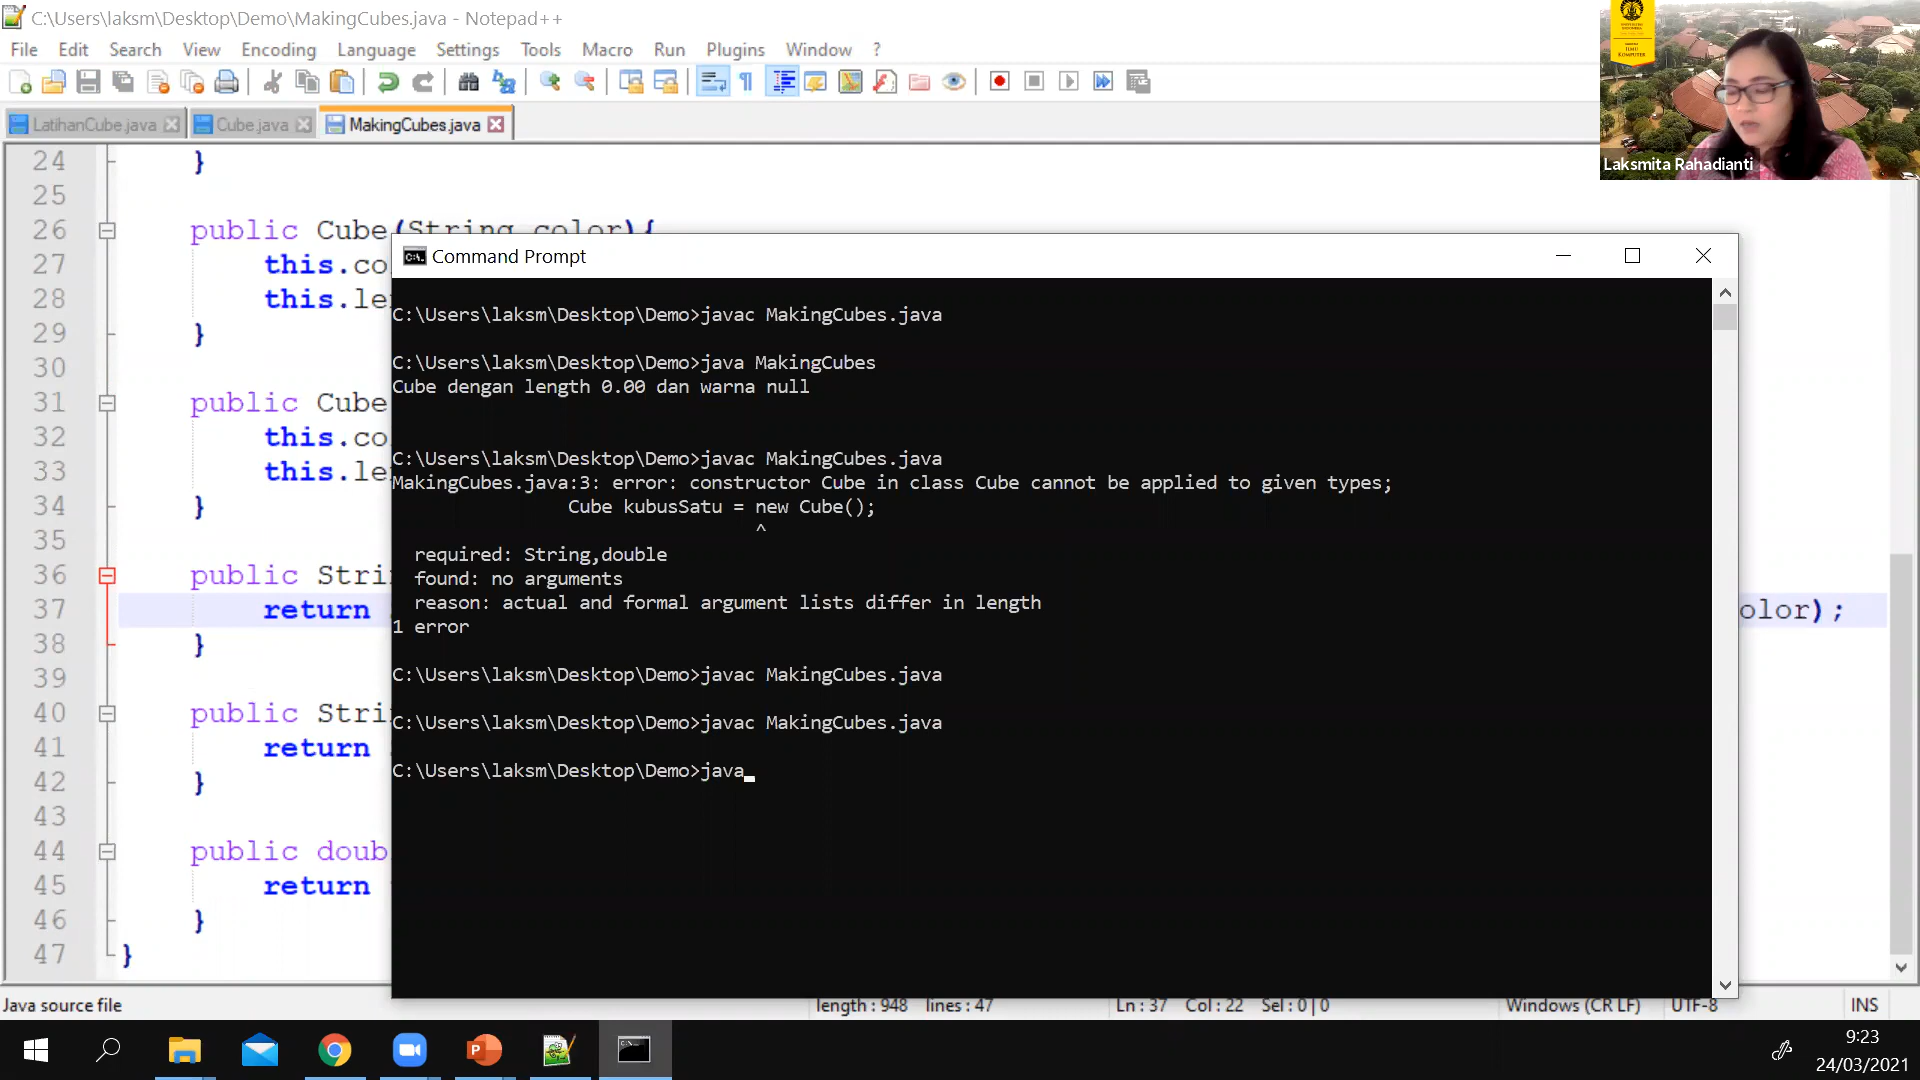 C:\Users\laksm\Desktop\Demo\MakingCubes.java - Notepad++
File Edit Search View Encoding Language Settings Tools Macro Run Plugins Window ?
LatihanCube.java Cube.java MakingCubes.java
Laksmita Rahadianti
24 }
25
26 public Cube(String color){
27 this.co
28 this.le
29 }
30
31 public Cube
32 this.co
33 this.le
34 }
35
36 public Stri
37 return olor);
38 }
39
40 public Stri
41 return
42 }
43
44 public doub
45 return
46 }
47 }
Command Prompt
C:\Users\laksm\Desktop\Demo>javac MakingCubes.java
C:\Users\laksm\Desktop\Demo>java MakingCubes
Cube dengan length 0.00 dan warna null
C:\Users\laksm\Desktop\Demo>javac MakingCubes.java
MakingCubes.java:3: error: constructor Cube in class Cube cannot be applied to given types;
Cube kubusSatu = new Cube();
^
required: String,double
found: no arguments
reason: actual and formal argument lists differ in length
1 error
C:\Users\laksm\Desktop\Demo>javac MakingCubes.java
C:\Users\laksm\Desktop\Demo>javac MakingCubes.java
C:\Users\laksm\Desktop\Demo>java_
Java source file length : 948 lines : 47 Ln : 37 Col : 22 Sel : 0 | 0 Windows (CR LF) UTF-8 INS
9:23
24/03/2021